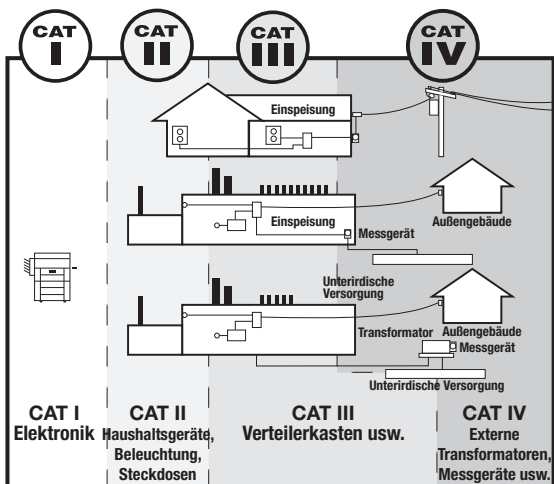 CAT
I
CAT
II
CAT
III
CAT
IV
Einspeisung
Einspeisung
Messgerät
Außengebäude
Unterirdische
Versorgung
Transformator
Außengebäude
Messgerät
Unterirdische Versorgung
CAT I
Elektronik
CAT II
Haushaltsgeräte,
Beleuchtung,
Steckdosen
CAT III
Verteilerkasten usw.
CAT IV
Externe
Transformatoren,
Messgeräte usw.